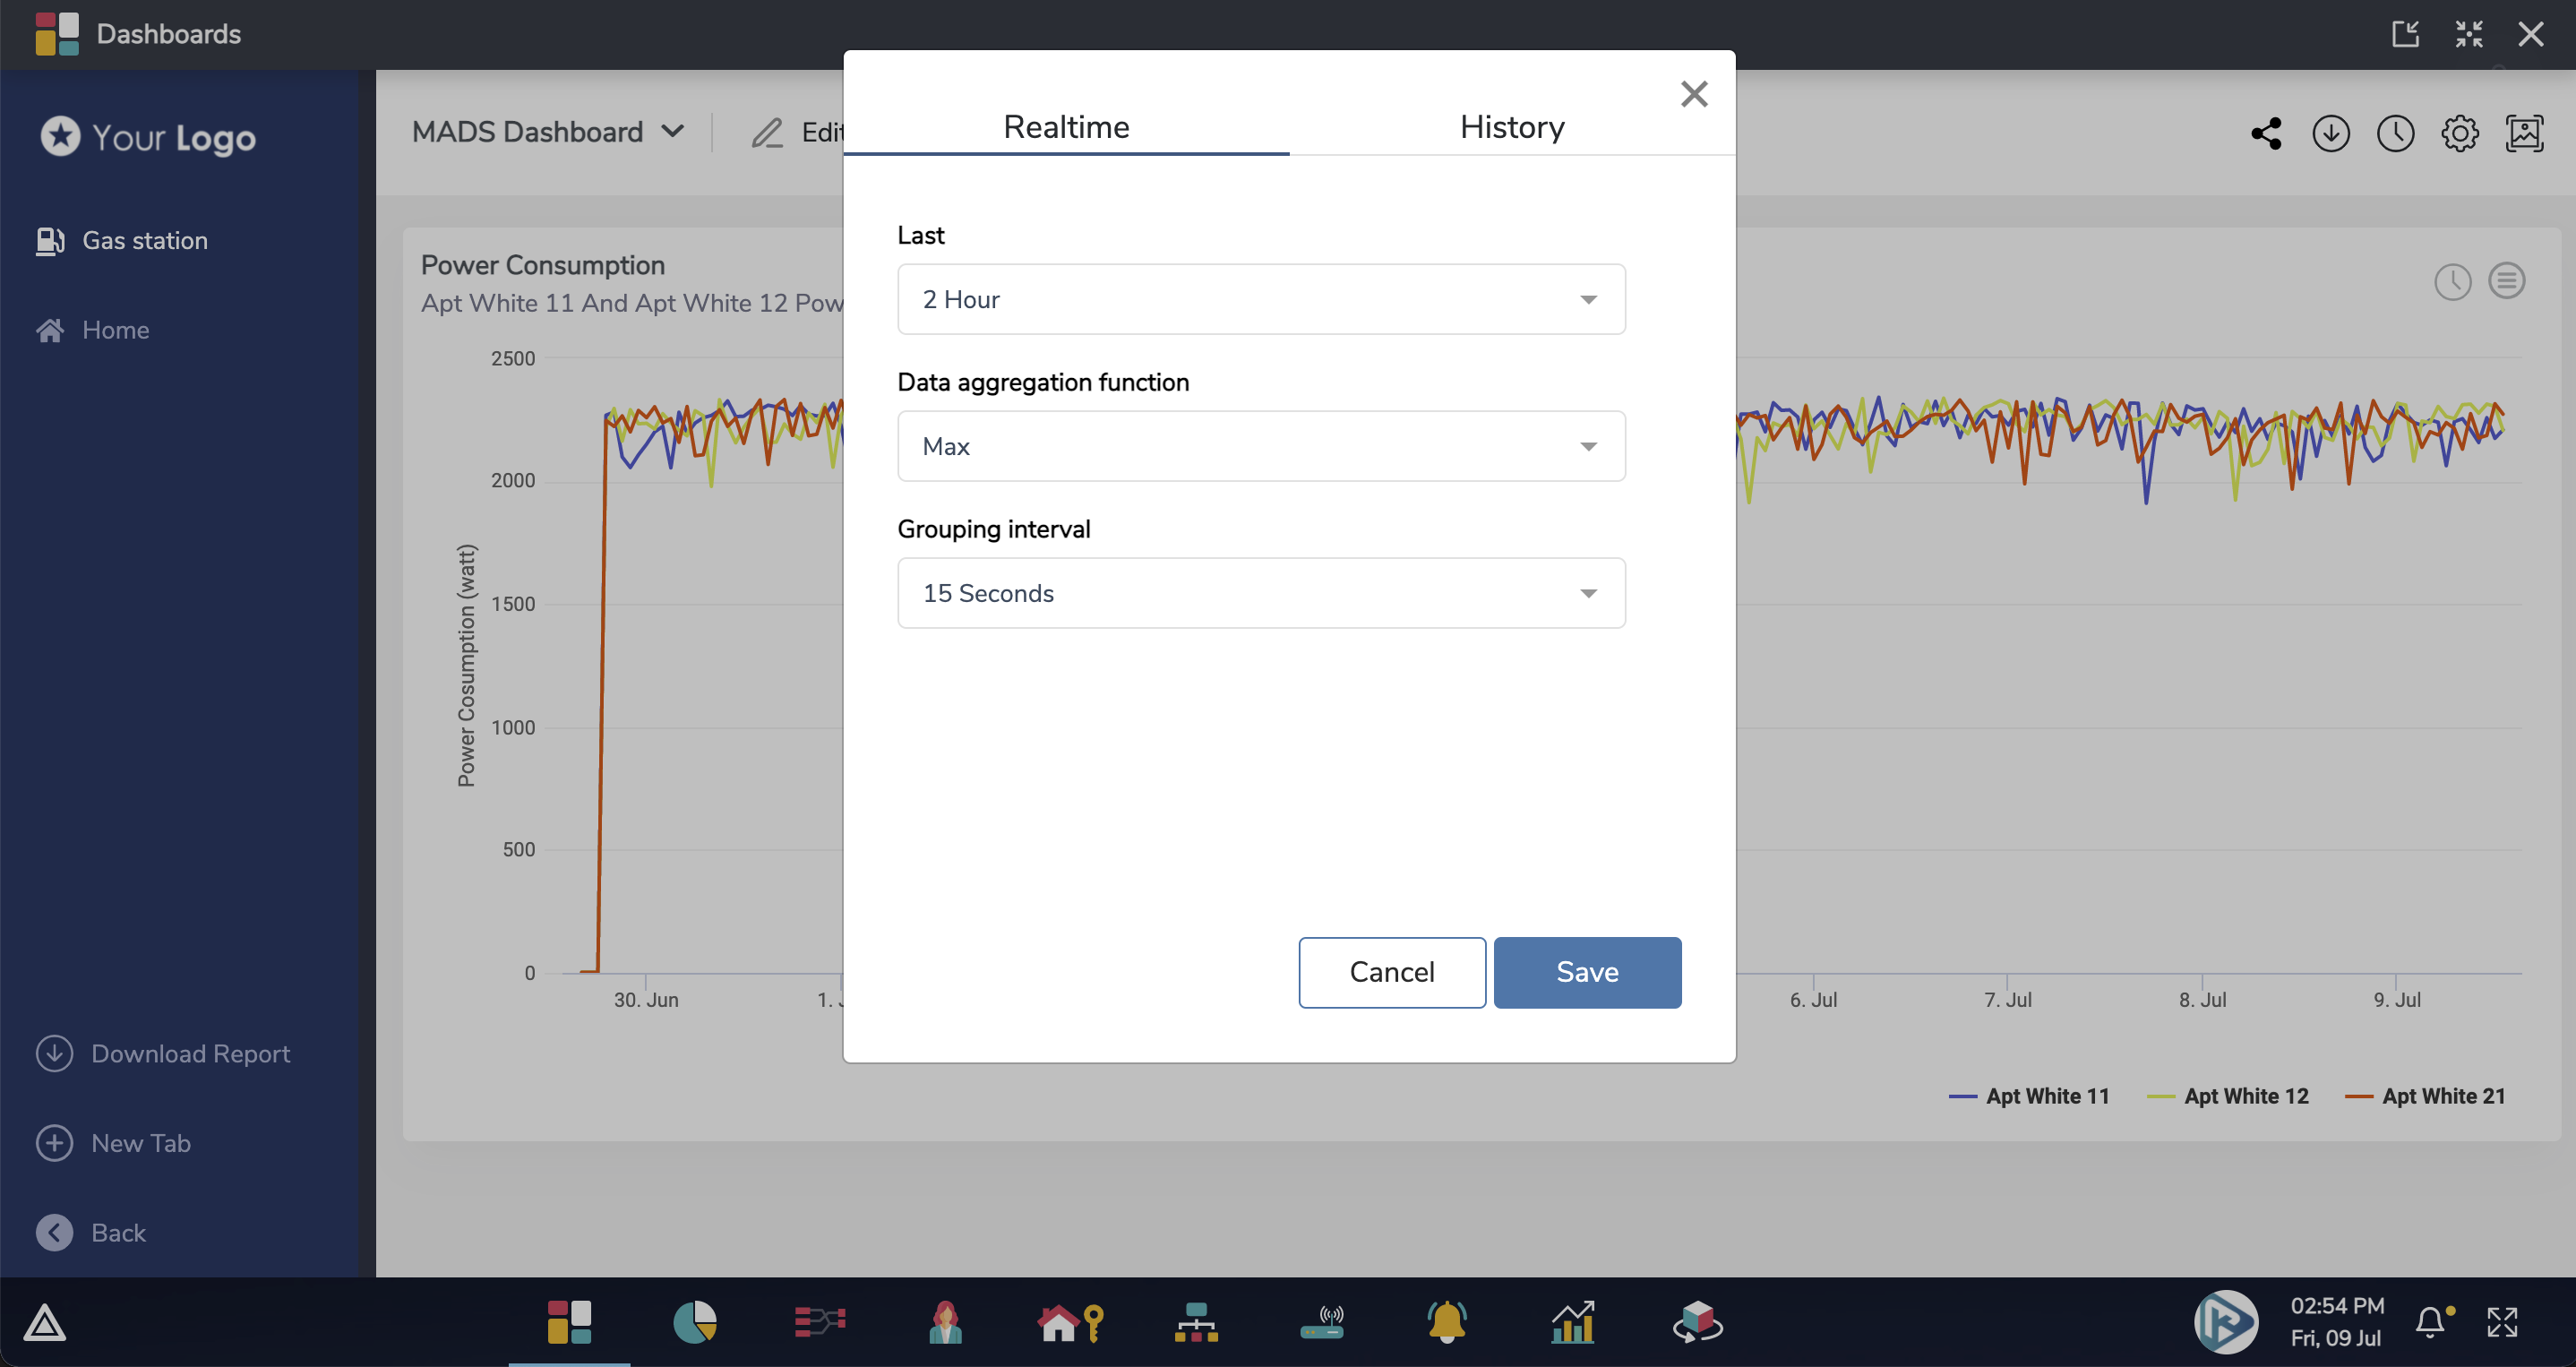 Dashboards
Your Logo
Gas station
Home
Download Report
New Tab
Back
MADS Dashboard
Edit
Power Consumption
Apt White 11 And Apt White 12 Pow
Power Cosumption (watt)
2500
2000
1500
1000
500
0
30. Jun
1. J
6. Jul
7. Jul
8. Jul
9. Jul
Apt White 11
Apt White 12
Apt White 21
Realtime
History
Last
2 Hour
Data aggregation function
Max
Grouping interval
15 Seconds
Cancel
Save
02:54 PM
Fri, 09 Jul